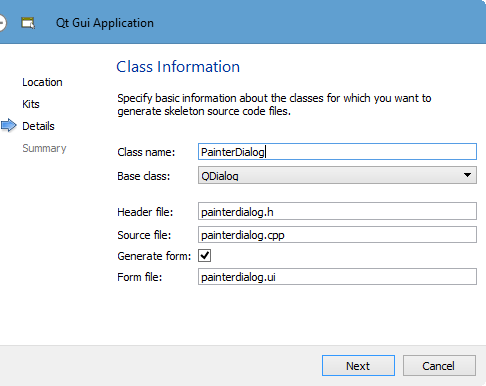 Qt Gui Application
Location
Kits
Details
Summary
Class Information
Specify basic information about the classes for which you want to
generate skeleton source code files.
Class name: PainterDialog
Base class: QDialog
Header file: painterdialog.h
Source file: painterdialog.cpp
Generate form:
Form file: painterdialog.ui
Next Cancel